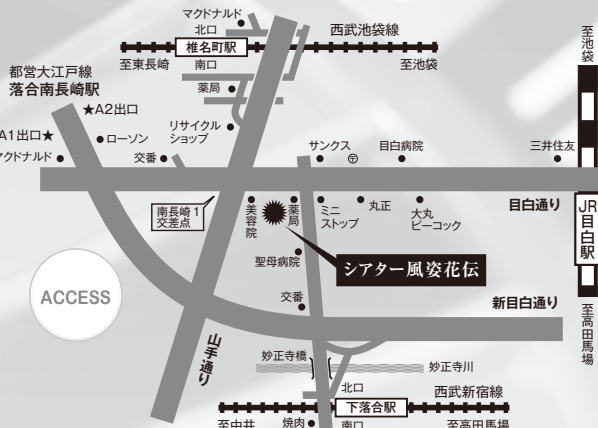 マクドナルド
北口
西武池袋線
椎名町駅
至東長崎
南口
至池袋
至池袋
都営大江戸線
落合南長崎駅
薬局
★A2出口
A1出口★
ローソン
リサイクル
ショップ
マクドナルド
交番
サンクス
〒
目白病院
三井住友
南長崎1
交差点
美容院
薬局
ミニ
ストップ
丸正
大丸
ピーコック
目白通り
JR目白駅
聖母病院
シアター風姿花伝
ACCESS
交番
新目白通り
至高田馬場
山手通り
妙正寺橋
妙正寺川
北口
西武新宿線
下落合駅
至中井
焼肉
南口
至高田馬場